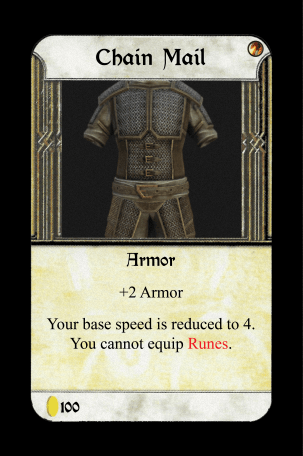 Chain Mail
Armor
+2 Armor
Your base speed is reduced to 4.
You cannot equip Runes.
100